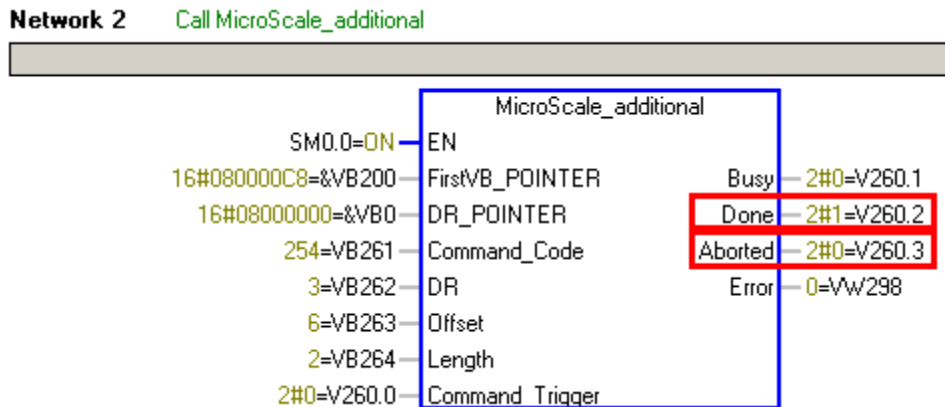 Network 2 Call MicroScale_additional
MicroScale_additional
SM0.0=ON EN
16#080000C8=&VB200 FirstVB_POINTER Busy 2#0=V260.1
16#08000000=&VB0 DR_POINTER Done 2#1=V260.2
254=VB261 Command_Code Aborted 2#0=V260.3
3=VB262 DR Error 0=VW298
6=VB263 Offset
2=VB264 Length
2#0=V260.0 Command_Trigger